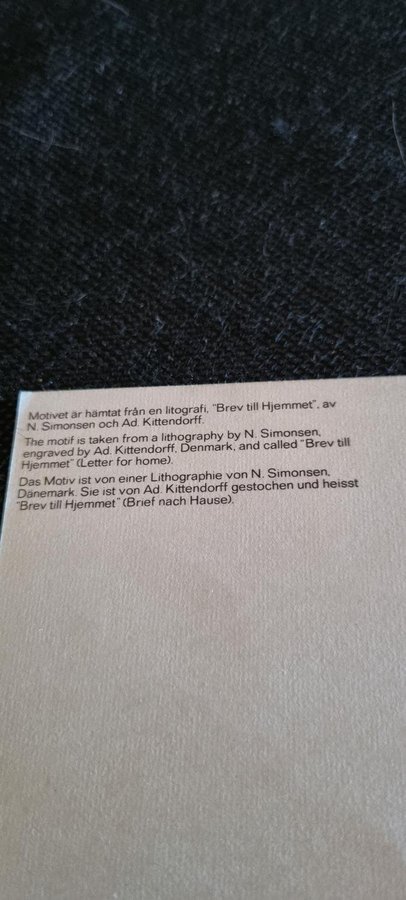 Motivet är hämtat från en litografi, "Brev till Hjemmet", av
N. Simonsen och Ad. Kittendorff.
The motif is taken from a lithography by N. Simonsen,
engraved by Ad. Kittendorff, Denmark, and called "Brev till
Hjemmet" (Letter for home).
Das Motiv ist von einer Lithographie von N. Simonsen,
Dänemark. Sie ist von Ad. Kittendorff gestochen und heisst
"Brev till Hjemmet" (Brief nach Hause).